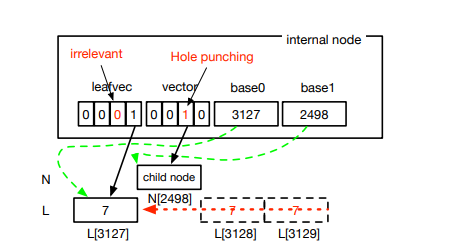 internal node
irrelevant
Hole punching
leafvec vector base0 base1
0 0 0 1 0 0 1 0 3127 2498
N child node
N[2498]
L 7 7 7
L[3127] L[3128] L[3129]